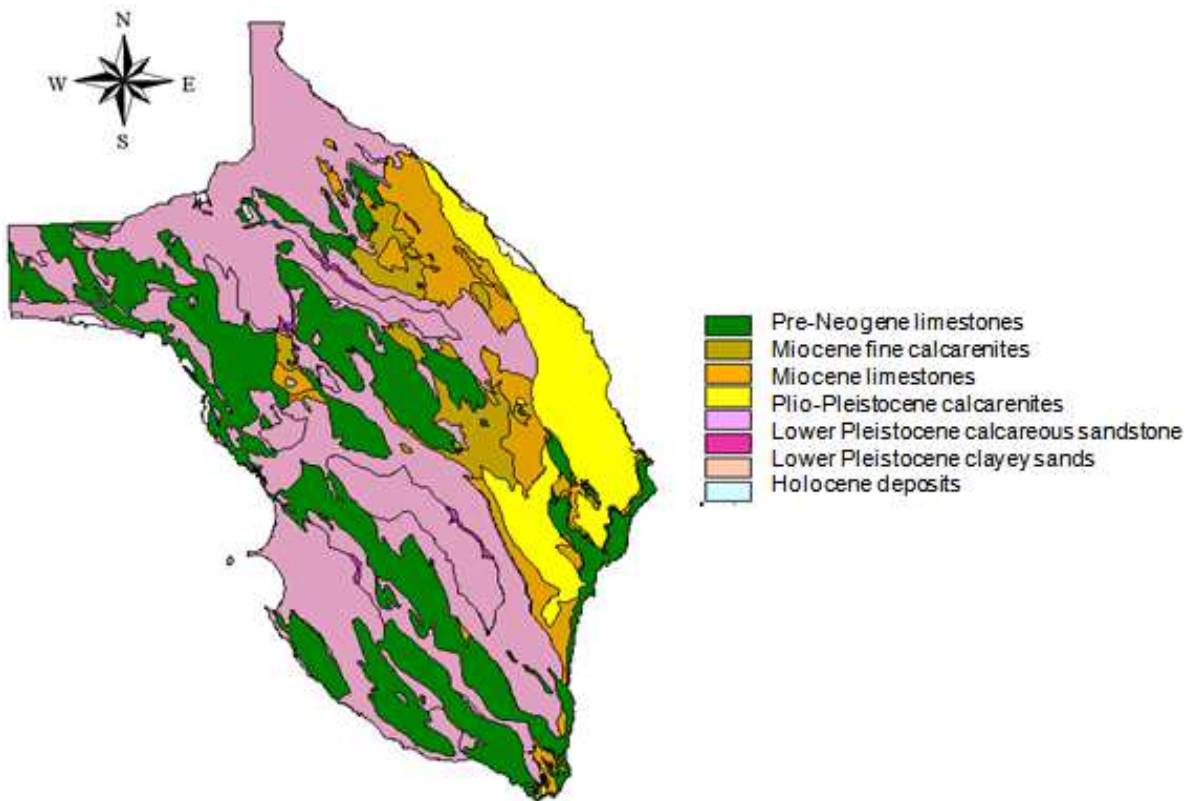 N
W E
S
Pre-Neogene limestones
Miocene fine calcarenites
Miocene limestones
Plio-Pleistocene calcarenites
Lower Pleistocene calcareous sandstone
Lower Pleistocene clayey sands
Holocene deposits